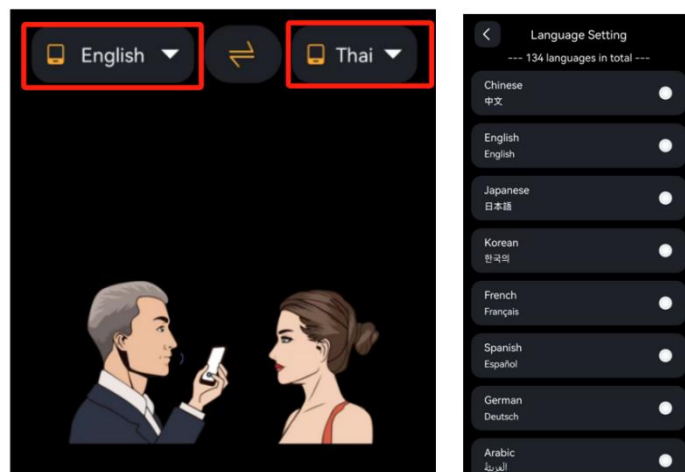 English
Thai
Language Setting
--- 134 languages in total ---
Chinese
中文
English
English
Japanese
日本語
Korean
한국의
French
Français
Spanish
Español
German
Deutsch
Arabic